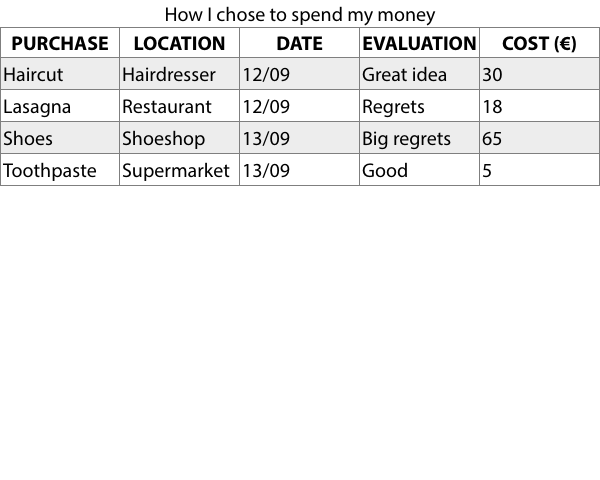 How I chose to spend my money
PURCHASE LOCATION DATE EVALUATION COST (€)
Haircut Hairdresser 12/09 Great idea 30
Lasagna Restaurant 12/09 Regrets 18
Shoes Shoeshop 13/09 Big regrets 65
Toothpaste Supermarket 13/09 Good 5